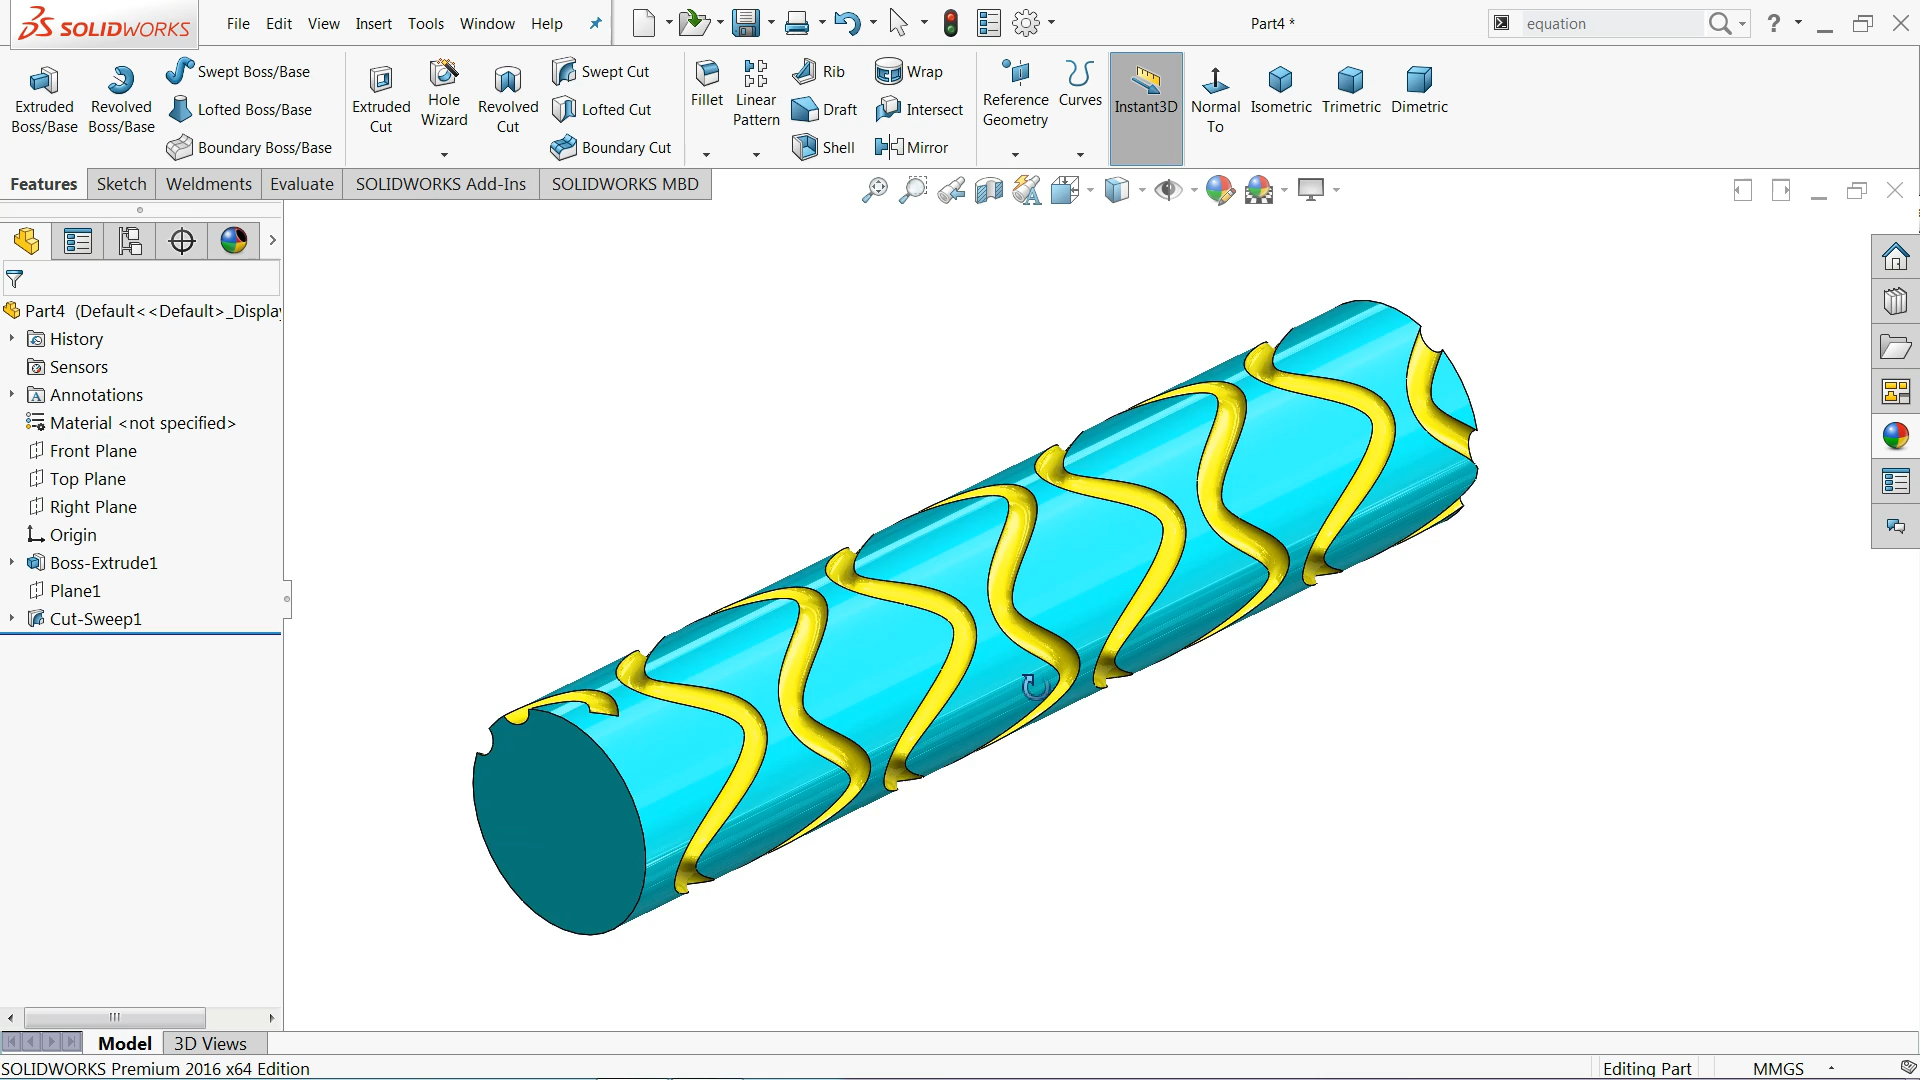 SOLIDWORKS File Edit View Insert Tools Window Help Part4 * equation ?
Extruded Boss/Base
Revolved Boss/Base
Swept Boss/Base
Lofted Boss/Base
Boundary Boss/Base
Extruded Cut
Hole Wizard
Revolved Cut
Swept Cut
Lofted Cut
Boundary Cut
Fillet
Linear Pattern
Rib
Draft
Shell
Wrap
Intersect
Mirror
Reference Geometry
Curves
Instant3D
Normal To
Isometric
Trimetric
Dimetric
Features Sketch Weldments Evaluate SOLIDWORKS Add-Ins SOLIDWORKS MBD
Part4 (Default<<Default>_Displa
History
Sensors
Annotations
Material <not specified>
Front Plane
Top Plane
Right Plane
Origin
Boss-Extrude1
Plane1
Cut-Sweep1
Model 3D Views
SOLIDWORKS Premium 2016 x64 Edition Editing Part MMGS